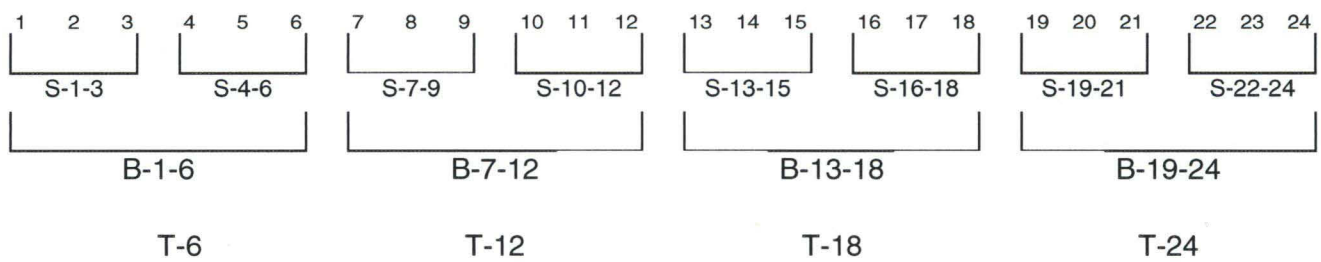 1 2 3 4 5 6 7 8 9 10 11 12 13 14 15 16 17 18 19 20 21 22 23 24
S-1-3 S-4-6 S-7-9 S-10-12 S-13-15 S-16-18 S-19-21 S-22-24
B-1-6 B-7-12 B-13-18 B-19-24
T-6 T-12 T-18 T-24